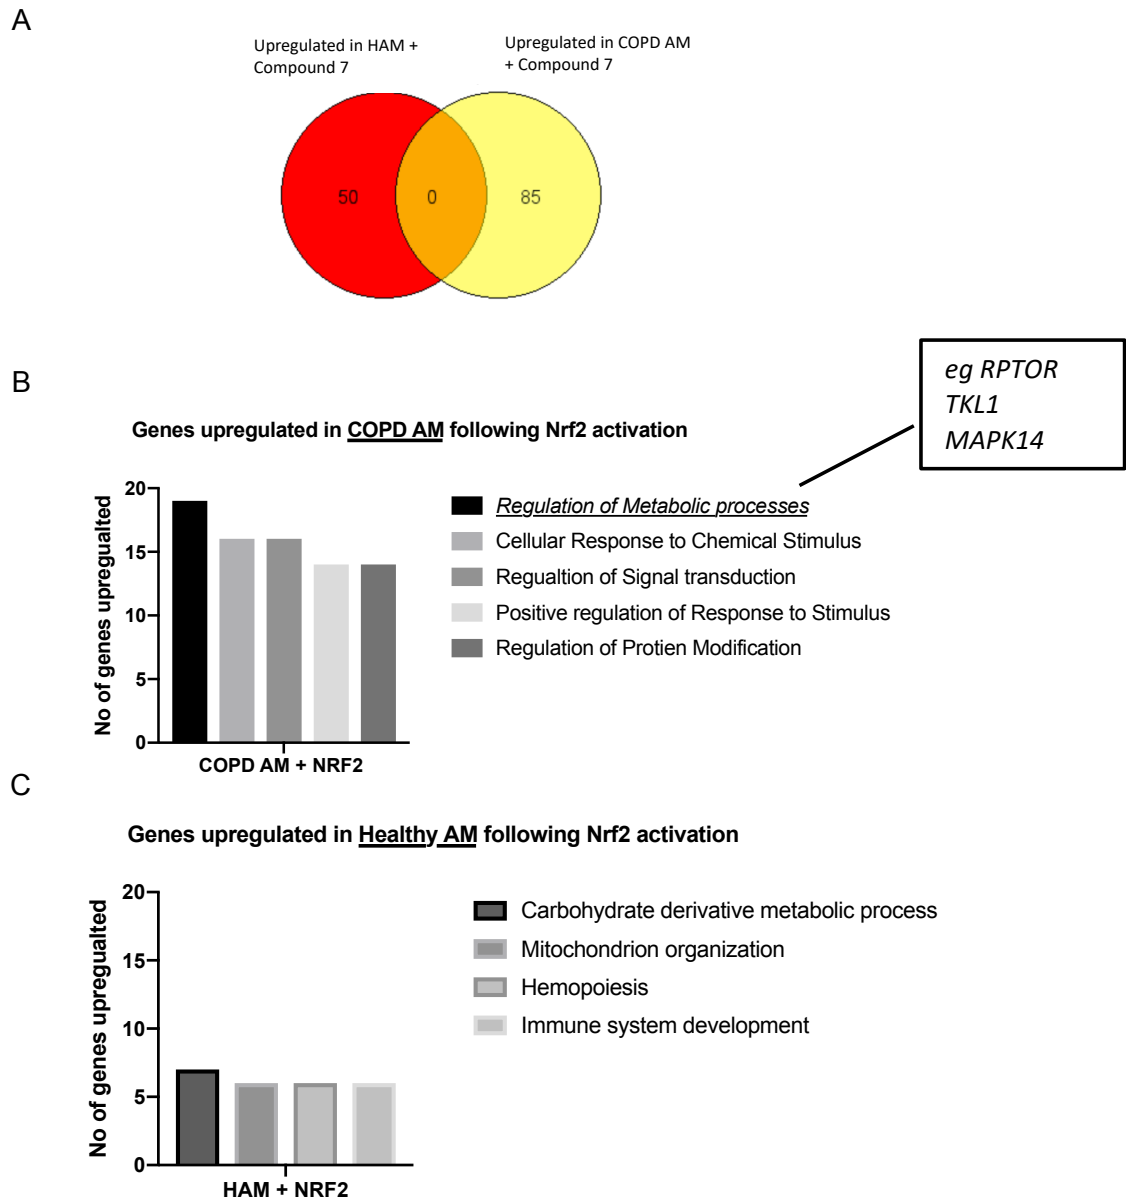 A
Upregulated in HAM +
Compound 7
Upregulated in COPD AM
+ Compound 7
50
0
85
B
eg RPTOR
TKL1
MAPK14
Genes upregulated in COPD AM following Nrf2 activation
No of genes upregualted
20
15
10
5
0
COPD AM + NRF2
Regulation of Metabolic processes
Cellular Response to Chemical Stimulus
Regualtion of Signal transduction
Positive regulation of Response to Stimulus
Regulation of Protien Modification
C
Genes upregulated in Healthy AM following Nrf2 activation
No of genes upregualted
20
15
10
5
0
HAM + NRF2
Carbohydrate derivative metabolic process
Mitochondrion organization
Hemopoiesis
Immune system development